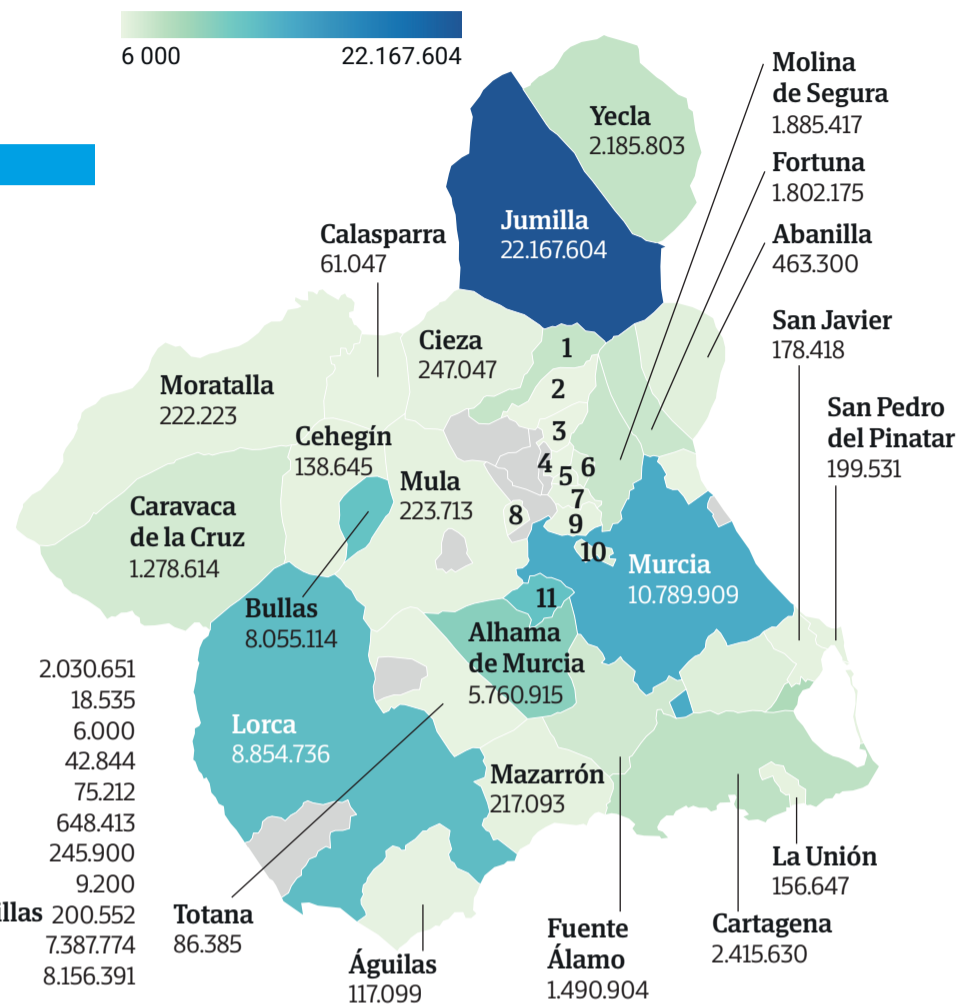 6 000
22.167.604
Yecla
2.185.803
Jumilla
22.167.604
Molina
de Segura
1.885.417
Fortuna
1.802.175
Abanilla
463.300
San Javier
178.418
San Pedro
del Pinatar
199.531
Calasparra
61.047
Cieza
247.047
Moratalla
222.223
Cehegín
138.645
Mula
223.713
Caravaca
de la Cruz
1.278.614
Bullas
8.055.114
1
2
3
4
5
6
7
8
9
10
11
Murcia
10.789.909
Alhama
de Murcia
5.760.915
Lorca
8.854.736
Mazarrón
217.093
2.030.651
18.535
6.000
42.844
75.212
648.413
245.900
9.200
illas 200.552
7.387.774
8.156.391
Totana
86.385
Águilas
117.099
Fuente
Álamo
1.490.904
Cartagena
2.415.630
La Unión
156.647